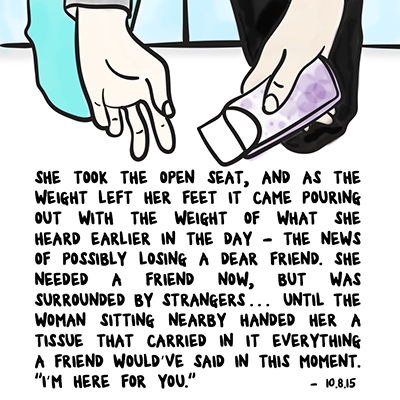 SHE TOOK THE OPEN SEAT, AND AS THE
WEIGHT LEFT HER FEET IT CAME POURING
OUT WITH THE WEIGHT OF WHAT SHE
HEARD EARLIER IN THE DAY – THE NEWS
OF POSSIBLY LOSING A DEAR FRIEND. SHE
NEEDED A FRIEND NOW, BUT WAS
SURROUNDED BY STRANGERS... UNTIL THE
WOMAN SITTING NEARBY HANDED HER A
TISSUE THAT CARRIED IN IT EVERYTHING
A FRIEND WOULD'VE SAID IN THIS MOMENT.
"I'M HERE FOR YOU." – 10.8.15